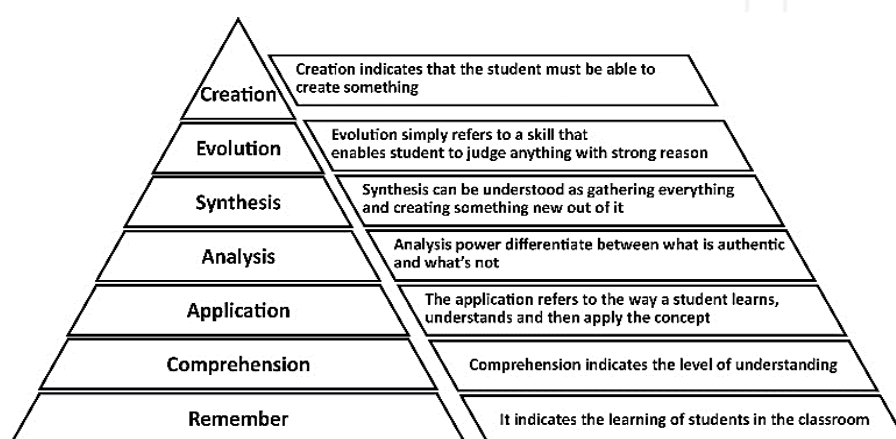 Creation
Creation indicates that the student must be able to
create something
Evolution
Evolution simply refers to a skill that
enables student to judge anything with strong reason
Synthesis
Synthesis can be understood as gathering everything
and creating something new out of it
Analysis
Analysis power differentiate between what is authentic
and what's not
Application
The application refers to the way a student learns,
understands and then apply the concept
Comprehension
Comprehension indicates the level of understanding
Remember
It indicates the learning of students in the classroom